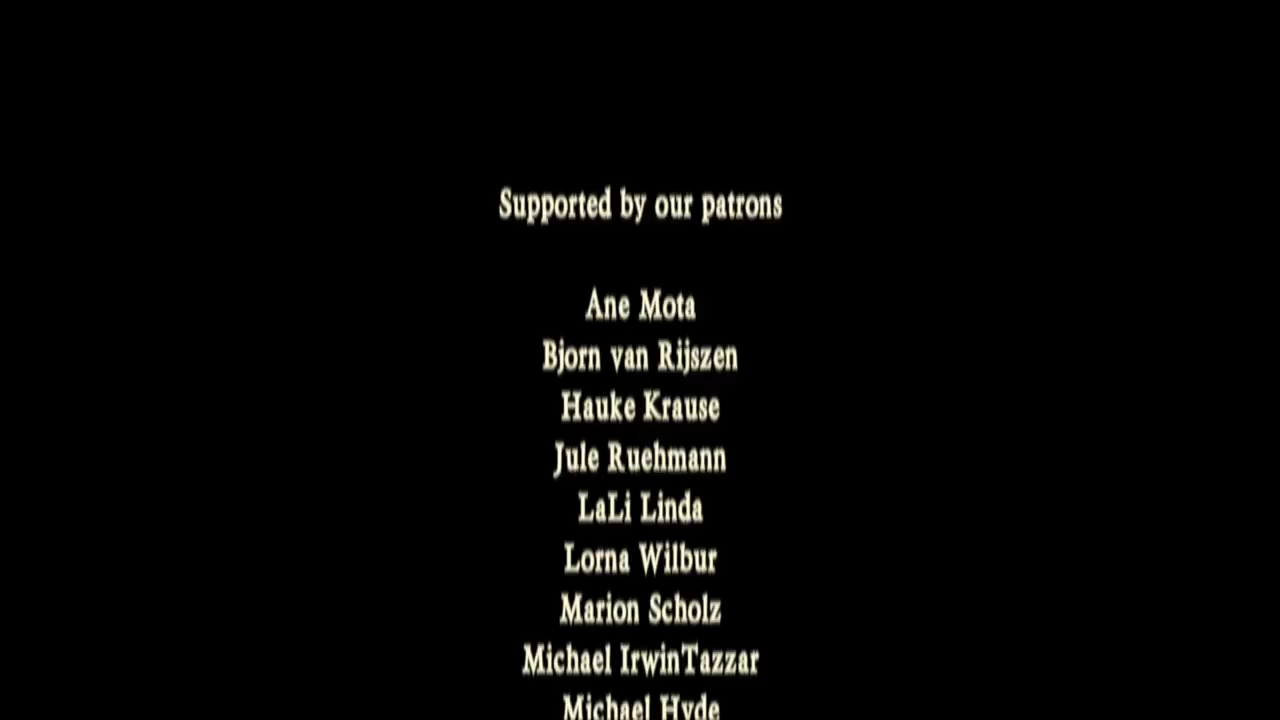 Supported by our patrons
Ane Mota
Bjorn van Rijszen
Hauke Krause
Jule Ruehmann
LaLi Linda
Lorna Wilbur
Marion Scholz
Michael IrwinTazzar
Michael Hyde